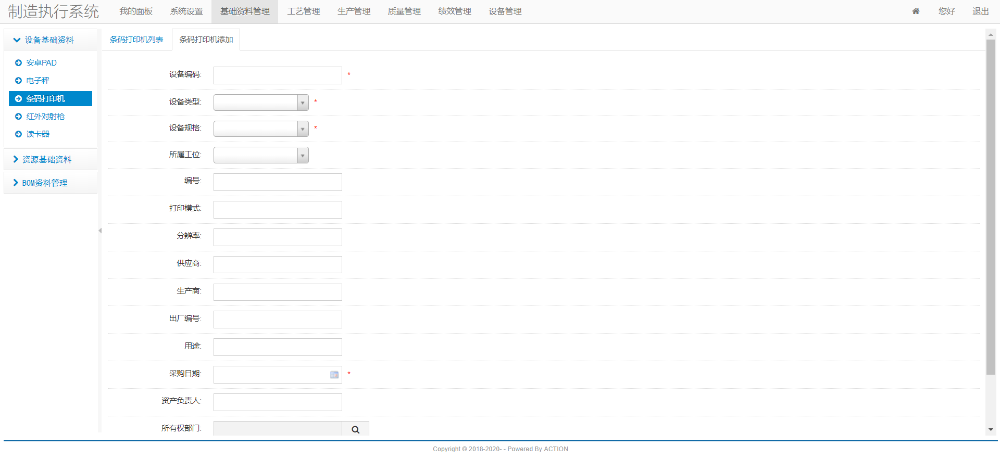 制造执行系统 我的面板 系统设置 基础资料管理 工艺管理 生产管理 质量管理 绩效管理 设备管理 您好 退出
设备基础资料
安卓PAD
电子秤
条码打印机
红外对射枪
读卡器
资源基础资料
BOM资料管理
条码打印机列表 条码打印机添加
设备编码: *
设备类型: *
设备规格: *
所属工位:
编号:
打印模式:
分辨率:
供应商:
生产商:
出厂编号:
用途:
采购日期: *
资产负责人:
所有权部门:
Copyright © 2018-2020- - Powered By ACTION